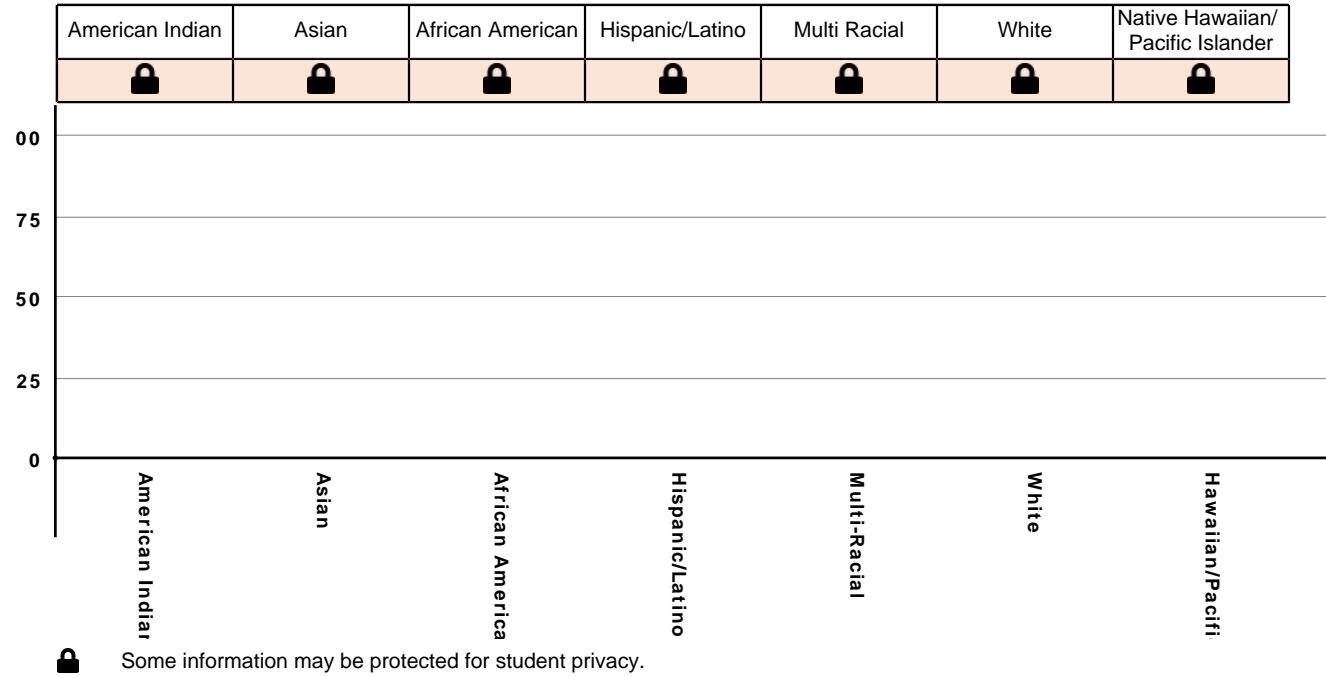 American Indian Asian African American Hispanic/Latino Multi Racial White Native Hawaiian/
Pacific Islander
00
75
50
25
0
American Indian
Asian
African America
Hispanic/Latino
Multi-Racial
White
Hawaiian/Pacifi
Some information may be protected for student privacy.